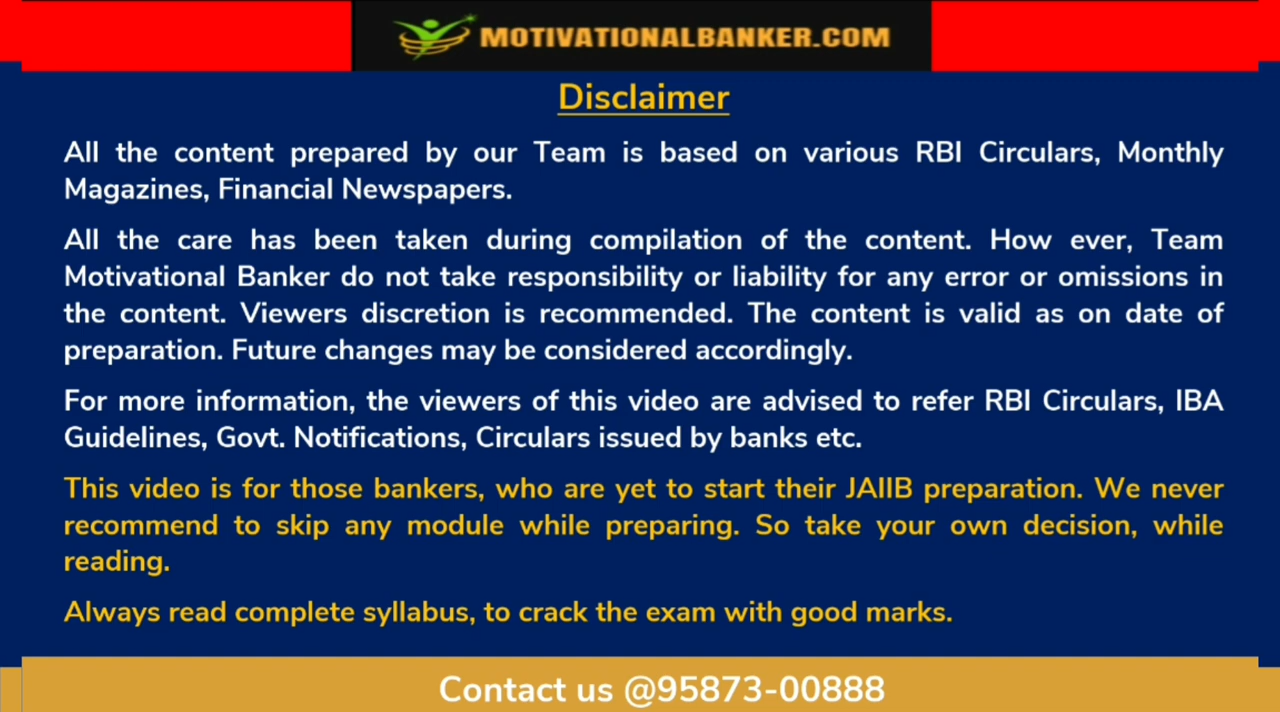 MOTIVATIONALBANKER.COM
Disclaimer
All the content prepared by our Team is based on various RBI Circulars, Monthly
Magazines, Financial Newspapers.
All the care has been taken during compilation of the content. How ever, Team
Motivational Banker do not take responsibility or liability for any error or omissions in
the content. Viewers discretion is recommended. The content is valid as on date of
preparation. Future changes may be considered accordingly.
For more information, the viewers of this video are advised to refer RBI Circulars, IBA
Guidelines, Govt. Notifications, Circulars issued by banks etc.
This video is for those bankers, who are yet to start their JAIIB preparation. We never
recommend to skip any module while preparing. So take your own decision, while
reading.
Always read complete syllabus, to crack the exam with good marks.
Contact us @95873-00888